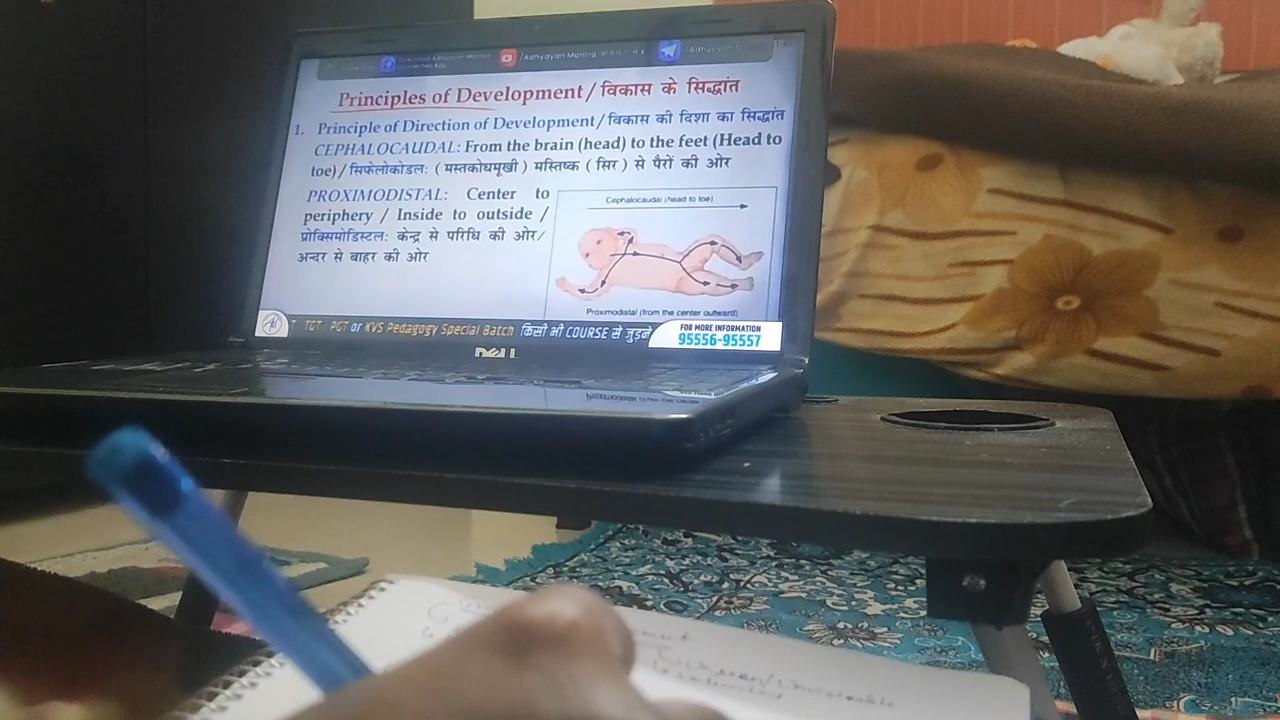 /Adhyayan Mantra
Principles of Development/विकास के सिद्धांत
1. Principle of Direction of Development/विकास की दिशा का सिद्धांत
CEPHALOCAUDAL: From the brain (head) to the feet (Head to
toe)/सिफेलोकोडलः (मस्तकोधमूखी) मस्तिष्क (सिर) से पैरों की ओर
PROXIMODISTAL: Center to
periphery / Inside to outside /
प्रोक्सिमोडिस्टलः केन्द्र से परिधि की ओर/
अन्दर से बाहर की ओर
Cephalocaudal (head to toe)
Proximodistal (from the center outward)
TGT PGT or KVS Pedagogy Special Batch किसी भी COURSE से जुड़ने
FOR MORE INFORMATION
95556-95557
DELL